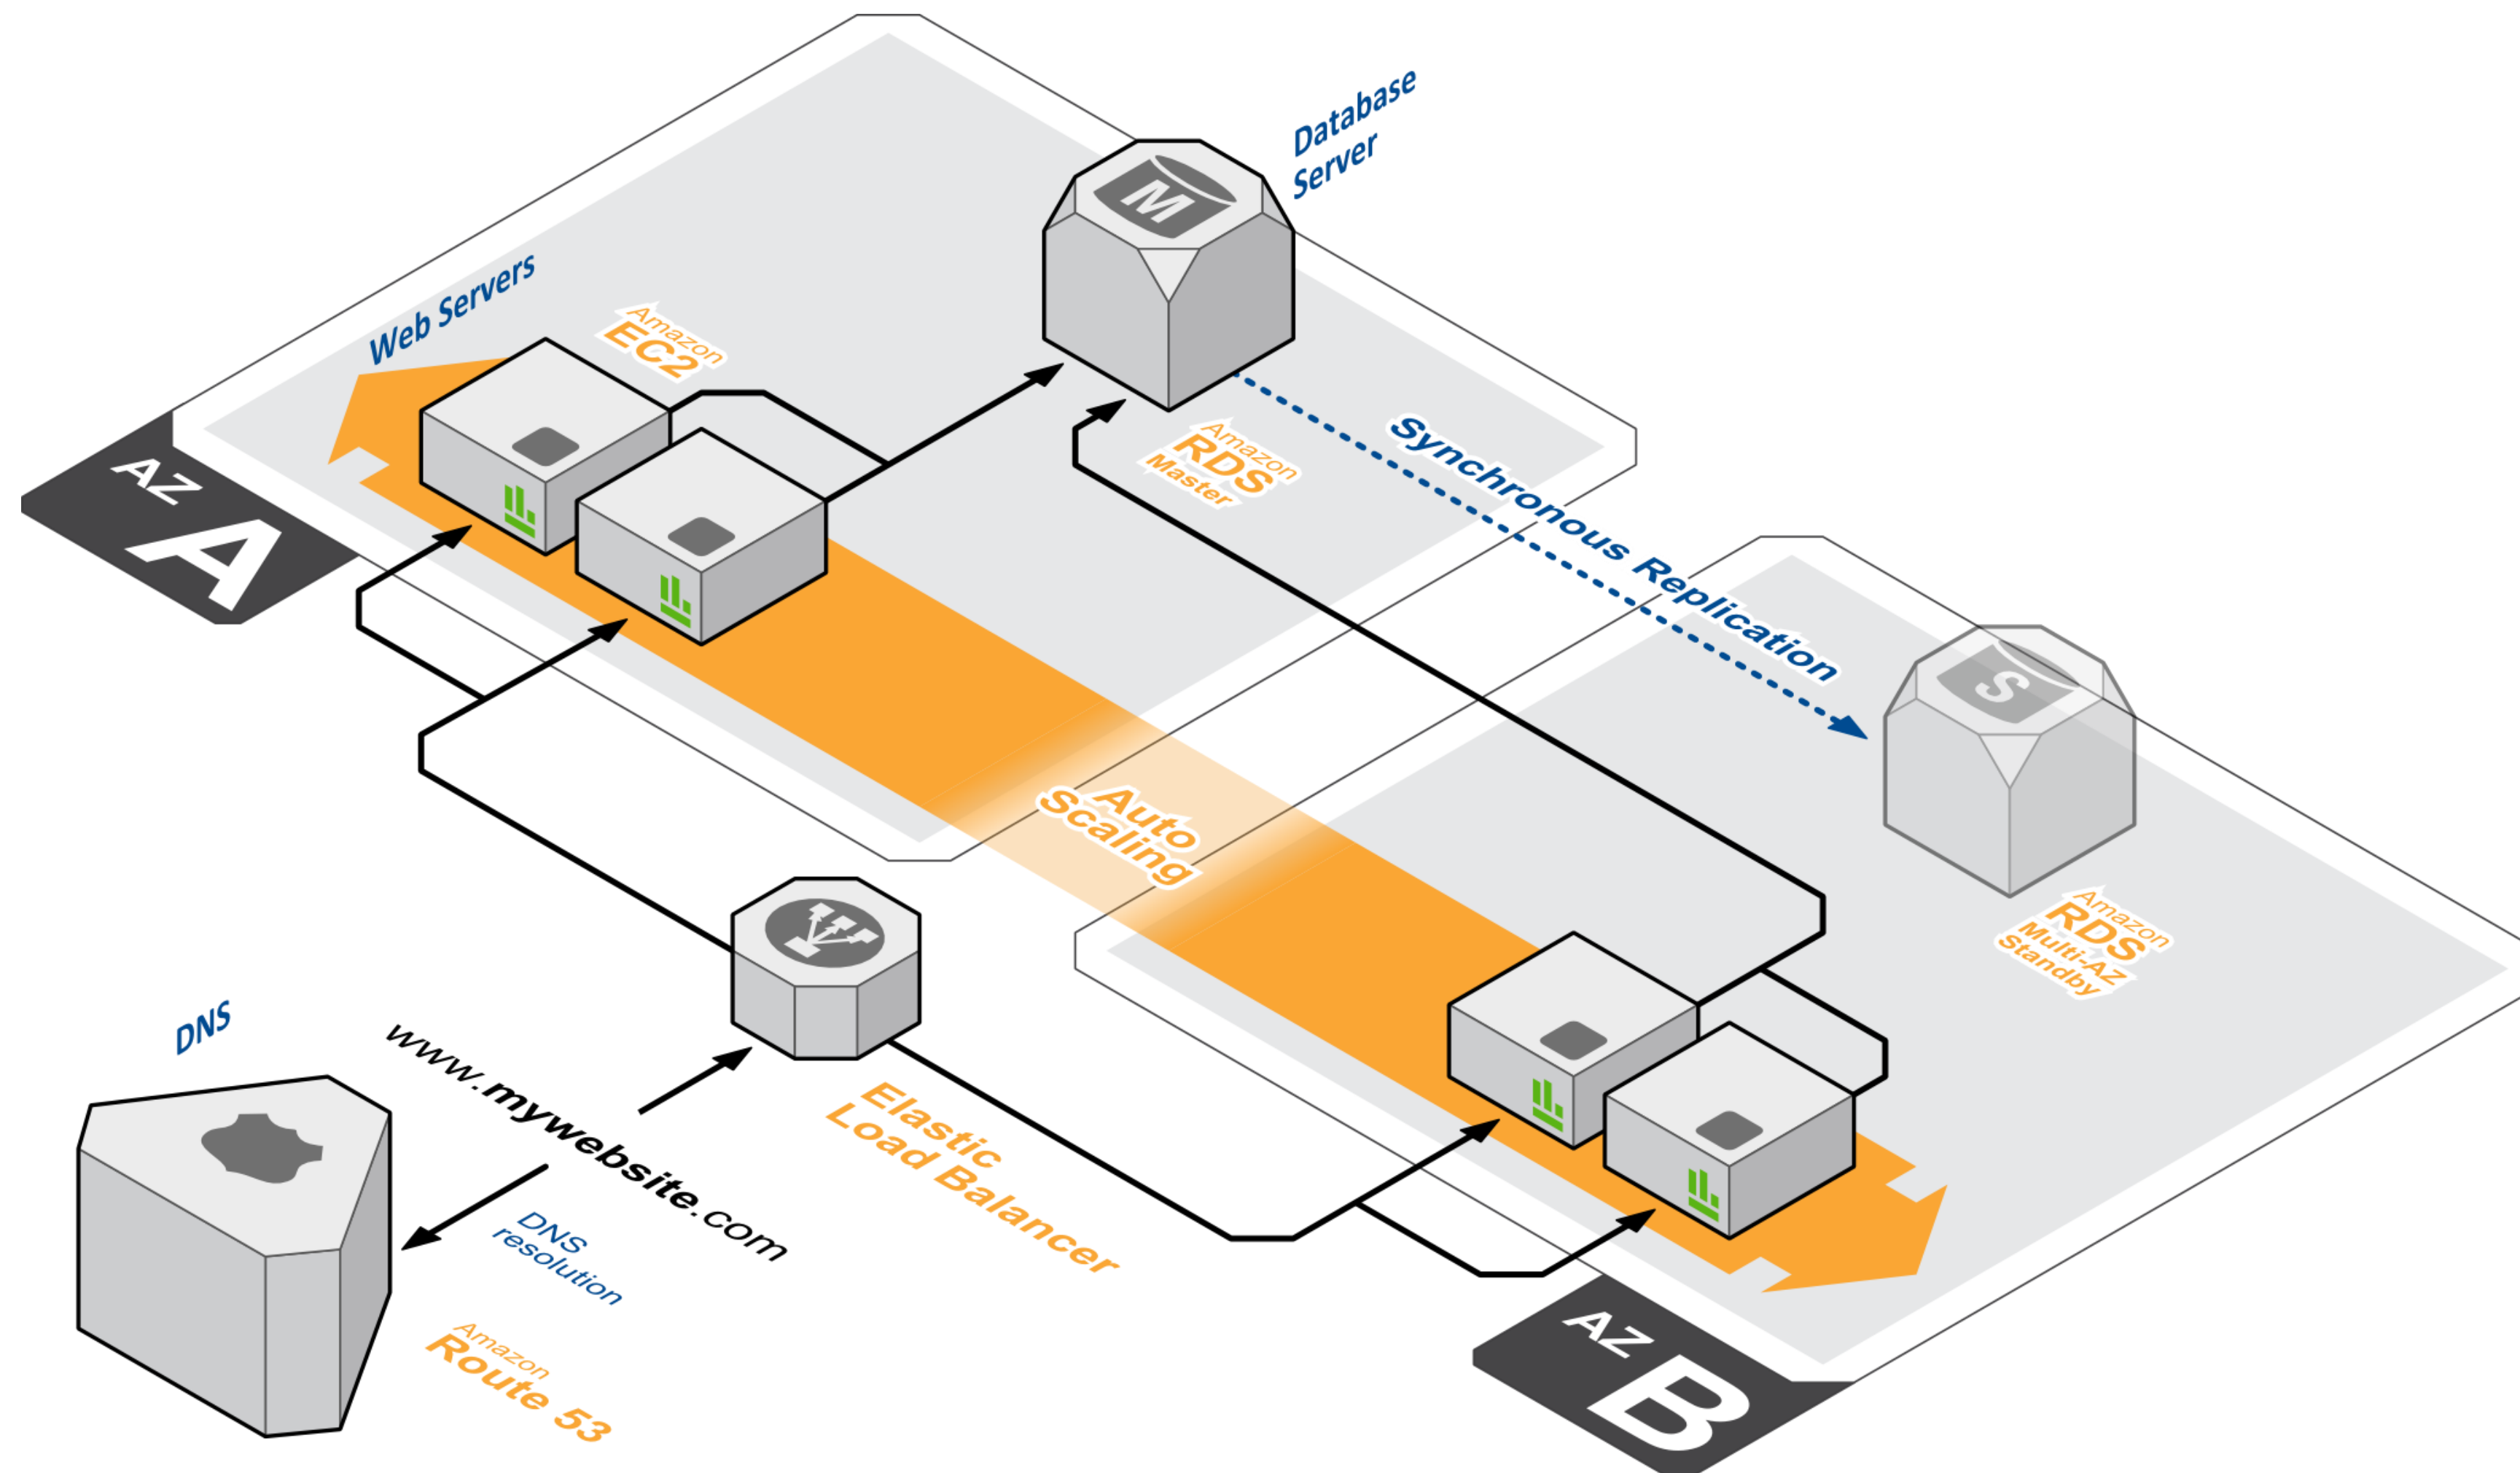 Database
Server
Web Servers
Amazon
EC2
M
Amazon
RDS
Master
Synchronous Replication
AZ
A
S
Auto
Scaling
Amazon
RDS
Multi-AZ
Standby
DNS
www.mywebsite.com
DNS
resolution
Elastic
Load Balancer
Amazon
Route 53
AZ
B